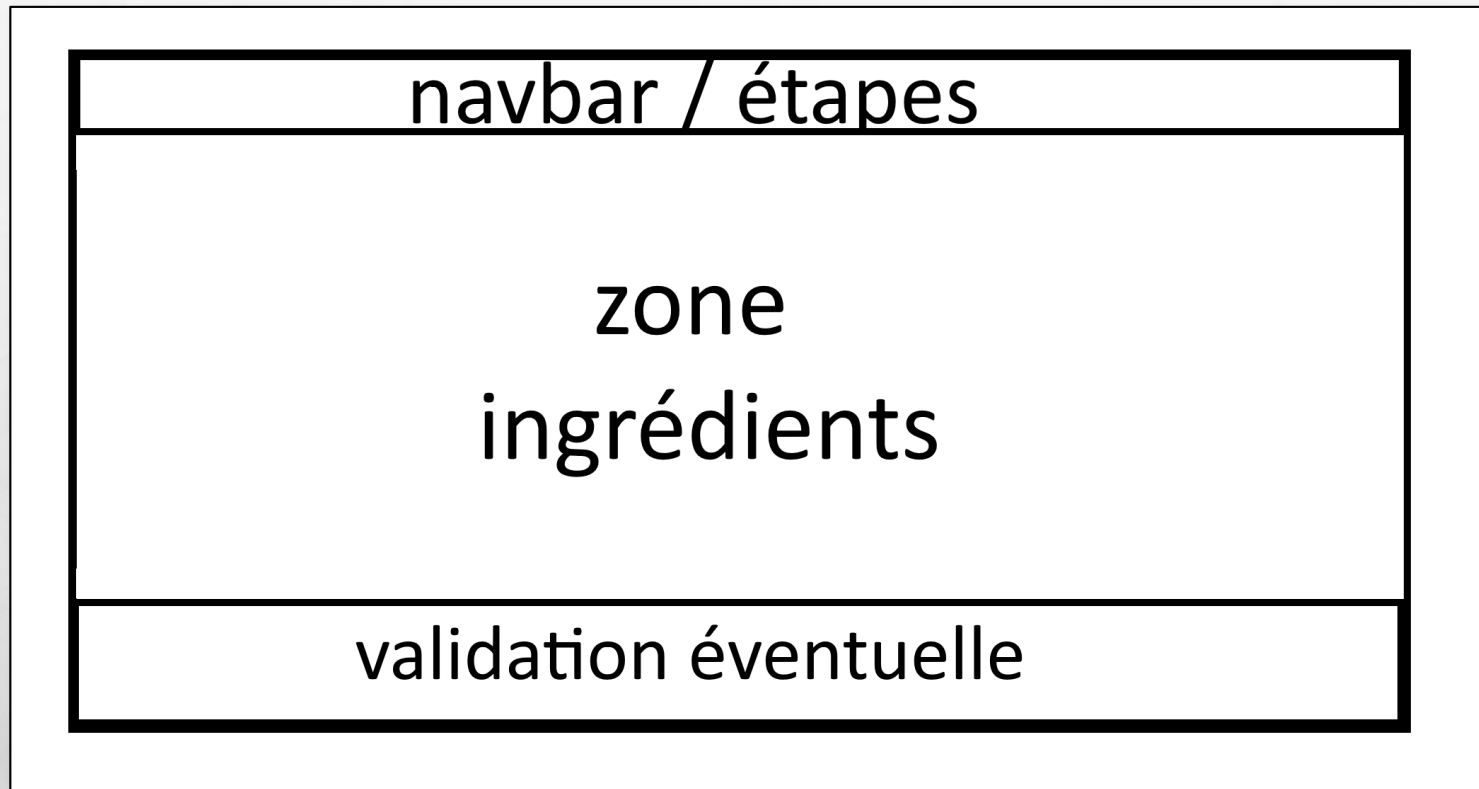 navbar / étapes
zone
ingrédients
validation éventuelle